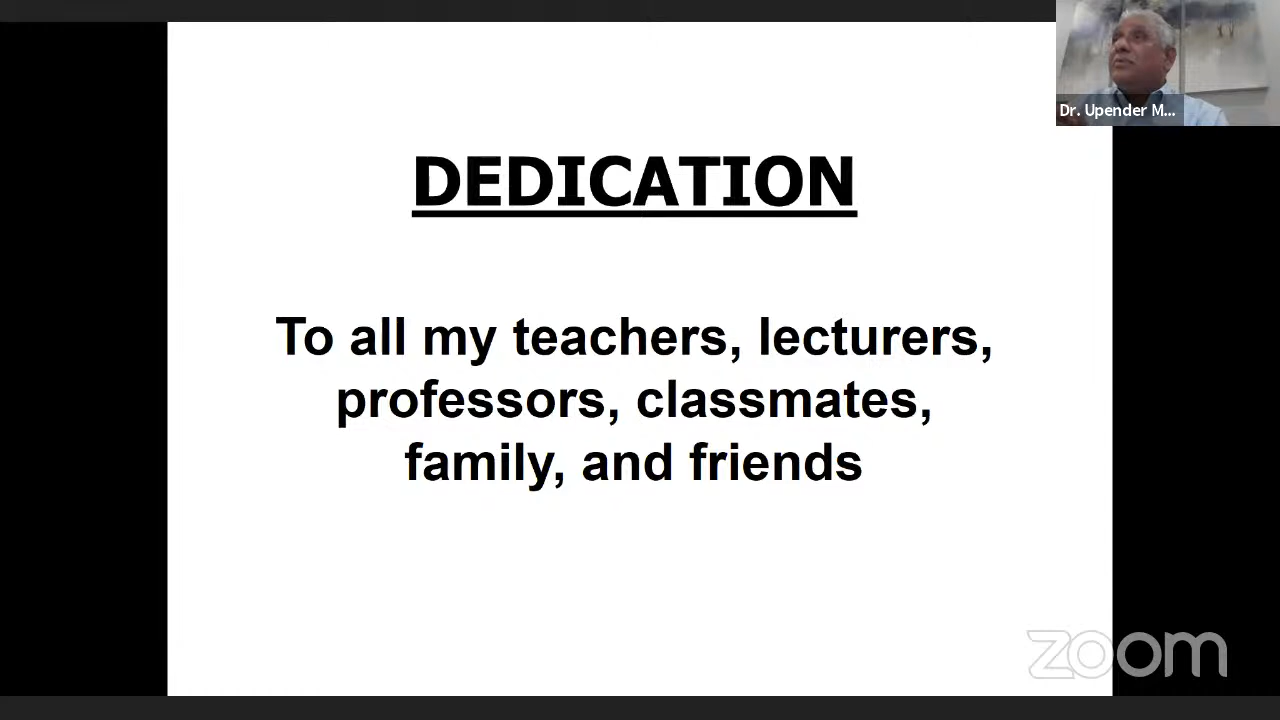 Dr. Upender M...
DEDICATION
To all my teachers, lecturers,
professors, classmates,
family, and friends
zoom